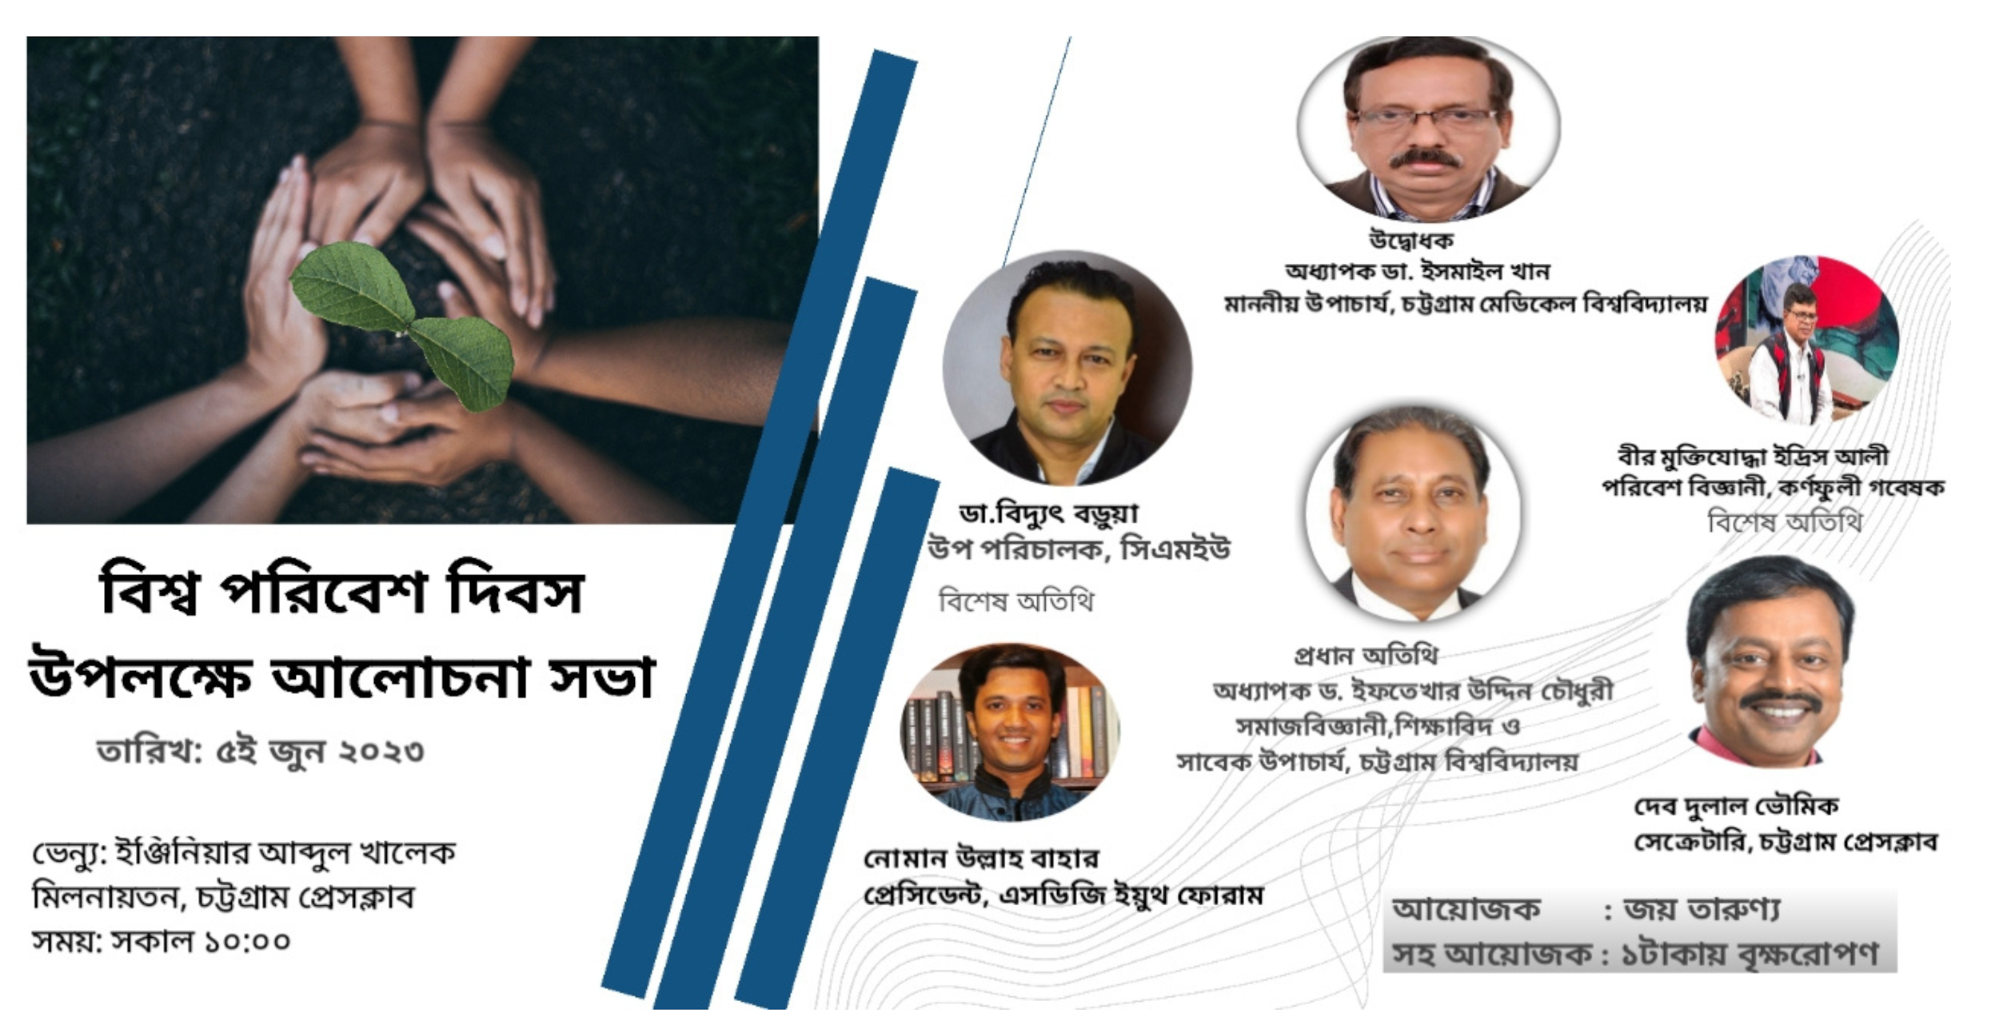 বিশ্ব পরিবেশ দিবস
উপলক্ষে আলোচনা সভা
তারিখ: ৫ই জুন ২০২৩
ভেন্যু: ইঞ্জিনিয়ার আব্দুল খালেক
মিলনায়তন, চট্টগ্রাম প্রেসক্লাব
সময়: সকাল ১০:০০
উদ্বোধক
অধ্যাপক ডা. ইসমাইল খান
মাননীয় উপাচার্য, চট্টগ্রাম মেডিকেল বিশ্ববিদ্যালয়
ডা.বিদ্যুৎ বড়ুয়া
উপ পরিচালক, সিএমইউ
বিশেষ অতিথি
বীর মুক্তিযোদ্ধা ইদ্রিস আলী
পরিবেশ বিজ্ঞানী, কর্ণফুলী গবেষক
বিশেষ অতিথি
প্রধান অতিথি
অধ্যাপক ড. ইফতেখার উদ্দিন চৌধুরী
সমাজবিজ্ঞানী,শিক্ষাবিদ ও
সাবেক উপাচার্য, চট্টগ্রাম বিশ্ববিদ্যালয়
নোমান উল্লাহ বাহার
প্রেসিডেন্ট, এসডিজি ইয়ুথ ফোরাম
দেব দুলাল ভৌমিক
সেক্রেটারি, চট্টগ্রাম প্রেসক্লাব
আয়োজক : জয় তারুণ্য
সহ আয়োজক : ১টাকায় বৃক্ষরোপণ